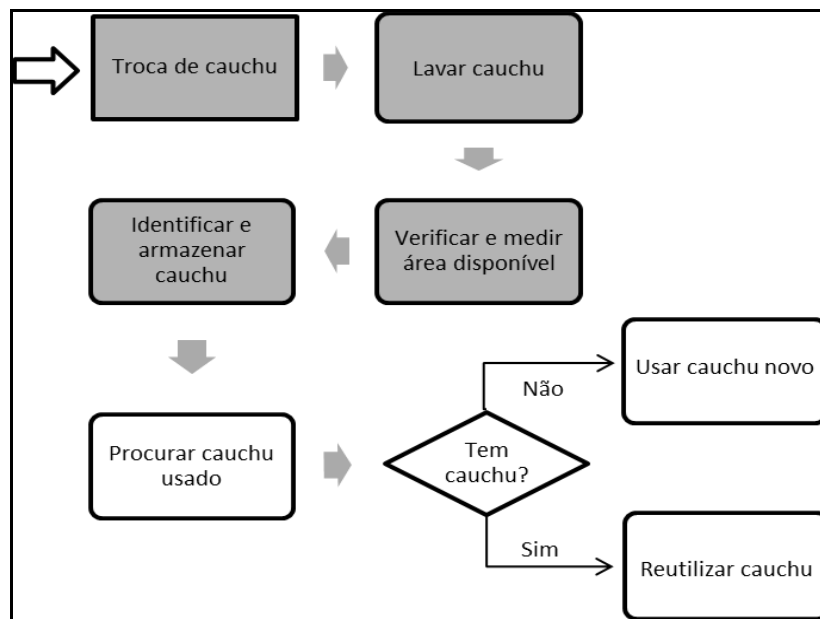 Troca de cauchu
Lavar cauchu
Verificar e medir
área disponível
Identificar e
armazenar
cauchu
Procurar cauchu
usado
Tem
cauchu?
Não
Usar cauchu novo
Sim
Reutilizar cauchu